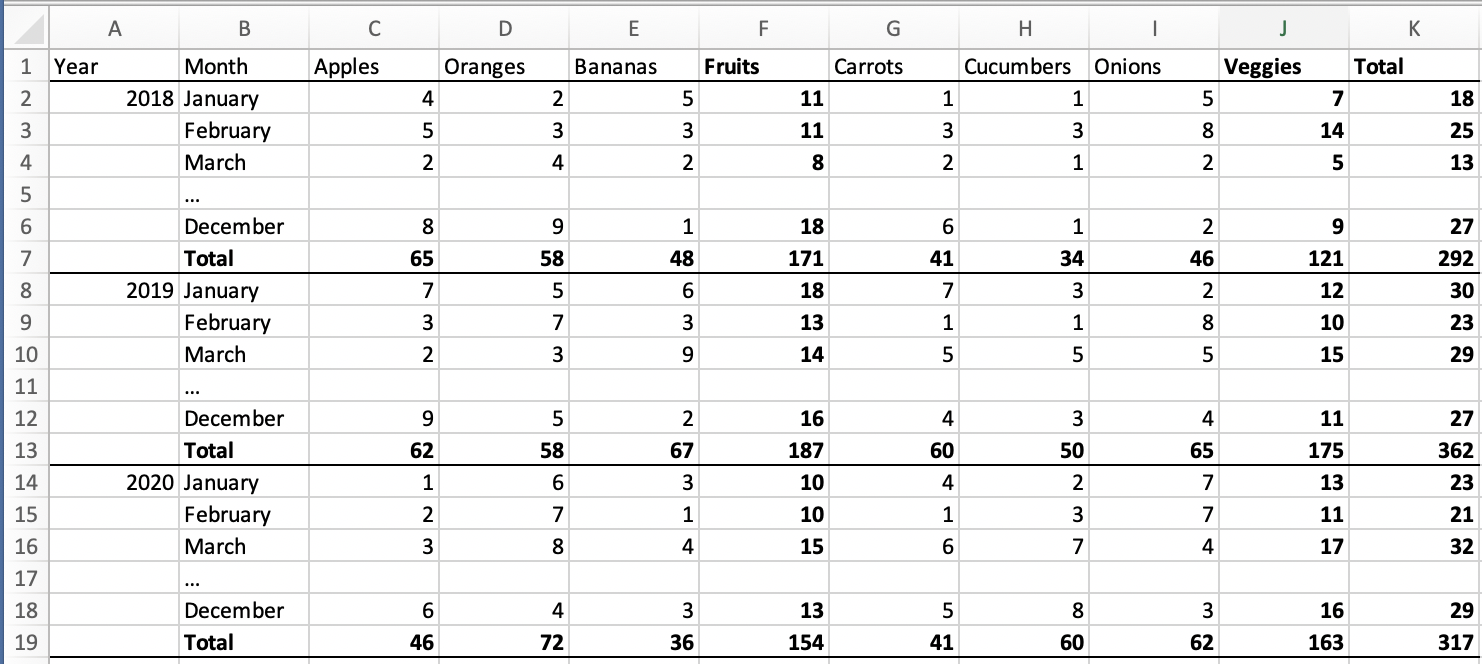 A B C D E F G H I J K
1 Year Month Apples Oranges Bananas Fruits Carrots Cucumbers Onions Veggies Total
2 2018 January 4 2 5 11 1 1 5 7 18
3 February 5 3 3 11 3 3 8 14 25
4 March 2 4 2 8 2 1 2 5 13
5 ...
6 December 8 9 1 18 6 1 2 9 27
7 Total 65 58 48 171 41 34 46 121 292
8 2019 January 7 5 6 18 7 3 2 12 30
9 February 3 7 3 13 1 1 8 10 23
10 March 2 3 9 14 5 5 5 15 29
11 ...
12 December 9 5 2 16 4 3 4 11 27
13 Total 62 58 67 187 60 50 65 175 362
14 2020 January 1 6 3 10 4 2 7 13 23
15 February 2 7 1 10 1 3 7 11 21
16 March 3 8 4 15 6 7 4 17 32
17 ...
18 December 6 4 3 13 5 8 3 16 29
19 Total 46 72 36 154 41 60 62 163 317